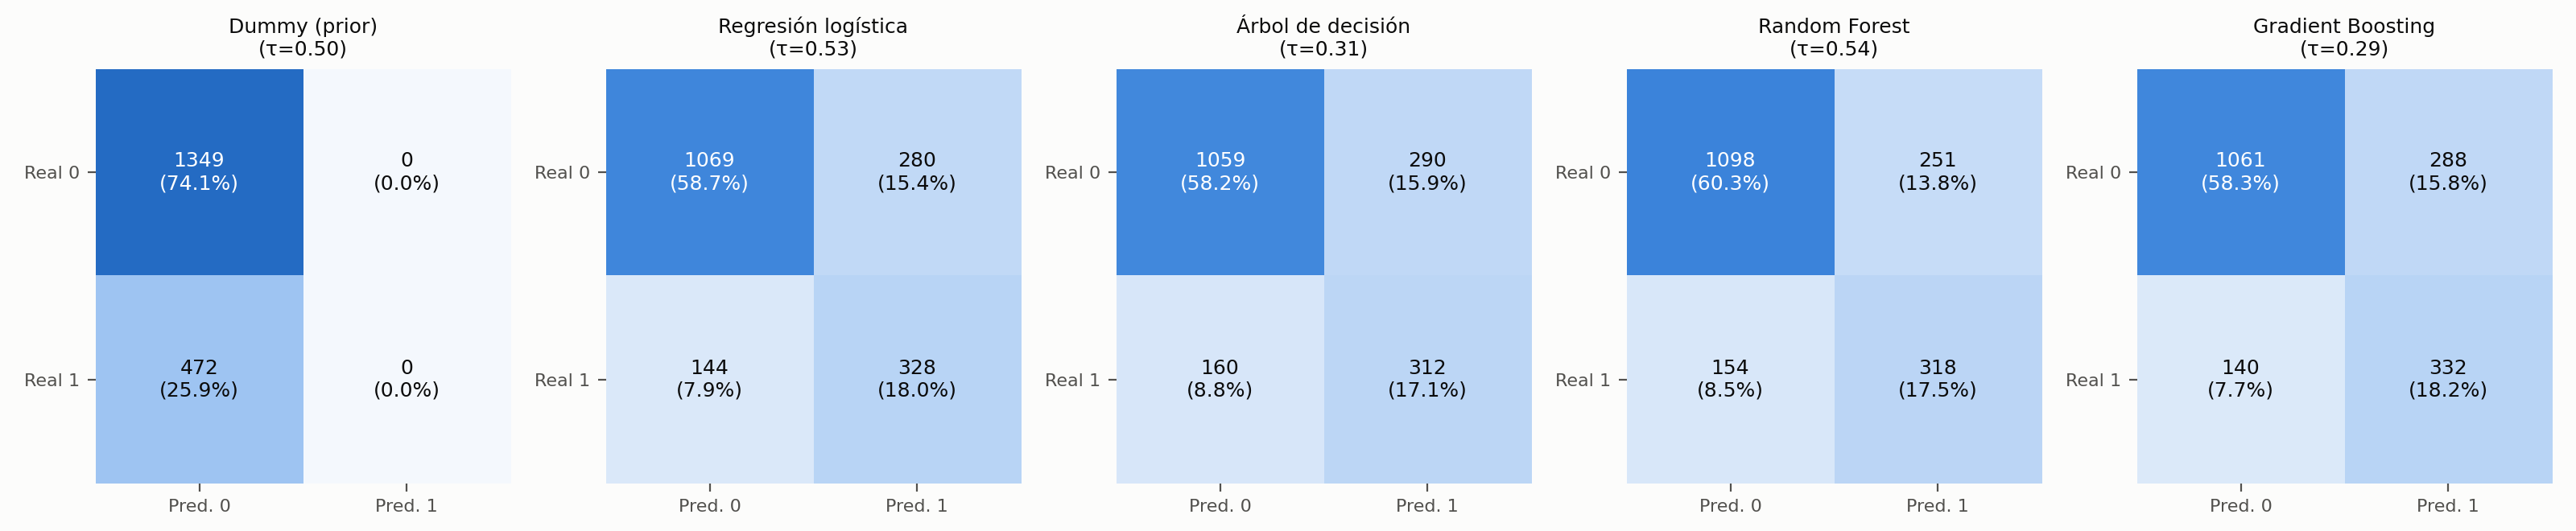 Dummy (prior)
(τ=0.50)
Real 0
1349
(74.1%)
0
(0.0%)
Real 1
472
(25.9%)
0
(0.0%)
Pred. 0
Pred. 1
Regresión logística
(τ=0.53)
Real 0
1069
(58.7%)
280
(15.4%)
Real 1
144
(7.9%)
328
(18.0%)
Pred. 0
Pred. 1
Árbol de decisión
(τ=0.31)
Real 0
1059
(58.2%)
290
(15.9%)
Real 1
160
(8.8%)
312
(17.1%)
Pred. 0
Pred. 1
Random Forest
(τ=0.54)
Real 0
1098
(60.3%)
251
(13.8%)
Real 1
154
(8.5%)
318
(17.5%)
Pred. 0
Pred. 1
Gradient Boosting
(τ=0.29)
Real 0
1061
(58.3%)
288
(15.8%)
Real 1
140
(7.7%)
332
(18.2%)
Pred. 0
Pred. 1